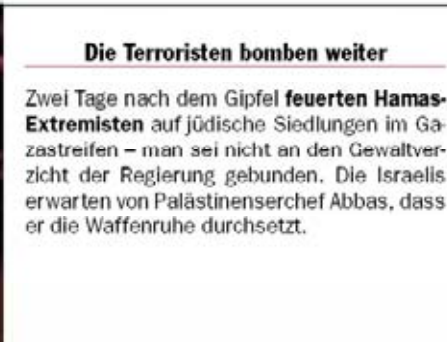 Die Terroristen bomben weiter
Zwei Tage nach dem Gipfel feuerten Hamas-
Extremisten auf jüdische Siedlungen im Ga-
zastreifen – man sei nicht an den Gewaltver-
zicht der Regierung gebunden. Die Israelis
erwarten von Palästinenserchef Abbas, dass
er die Waffenruhe durchsetzt.